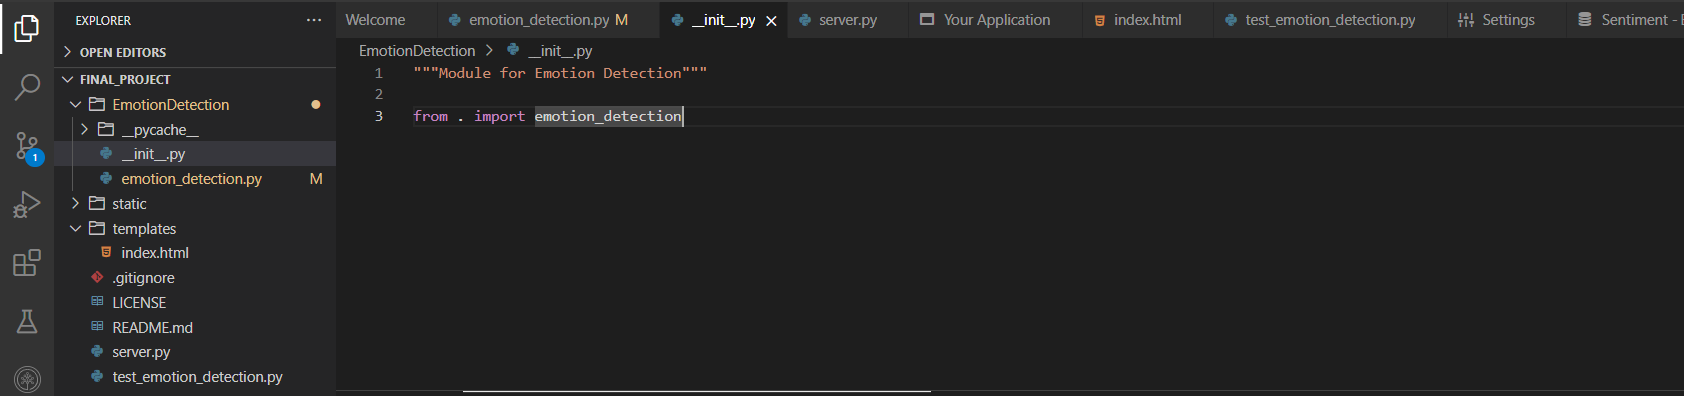 EXPLORER ...
OPEN EDITORS
FINAL_PROJECT
EmotionDetection
__pycache__
__init__.py
emotion_detection.py M
static
templates
index.html
.gitignore
LICENSE
README.md
server.py
test_emotion_detection.py
1
Welcome emotion_detection.py M __init__.py server.py Your Application index.html test_emotion_detection.py Settings Sentiment -
EmotionDetection > __init__.py
1 """Module for Emotion Detection"""
2
3 from . import emotion_detection